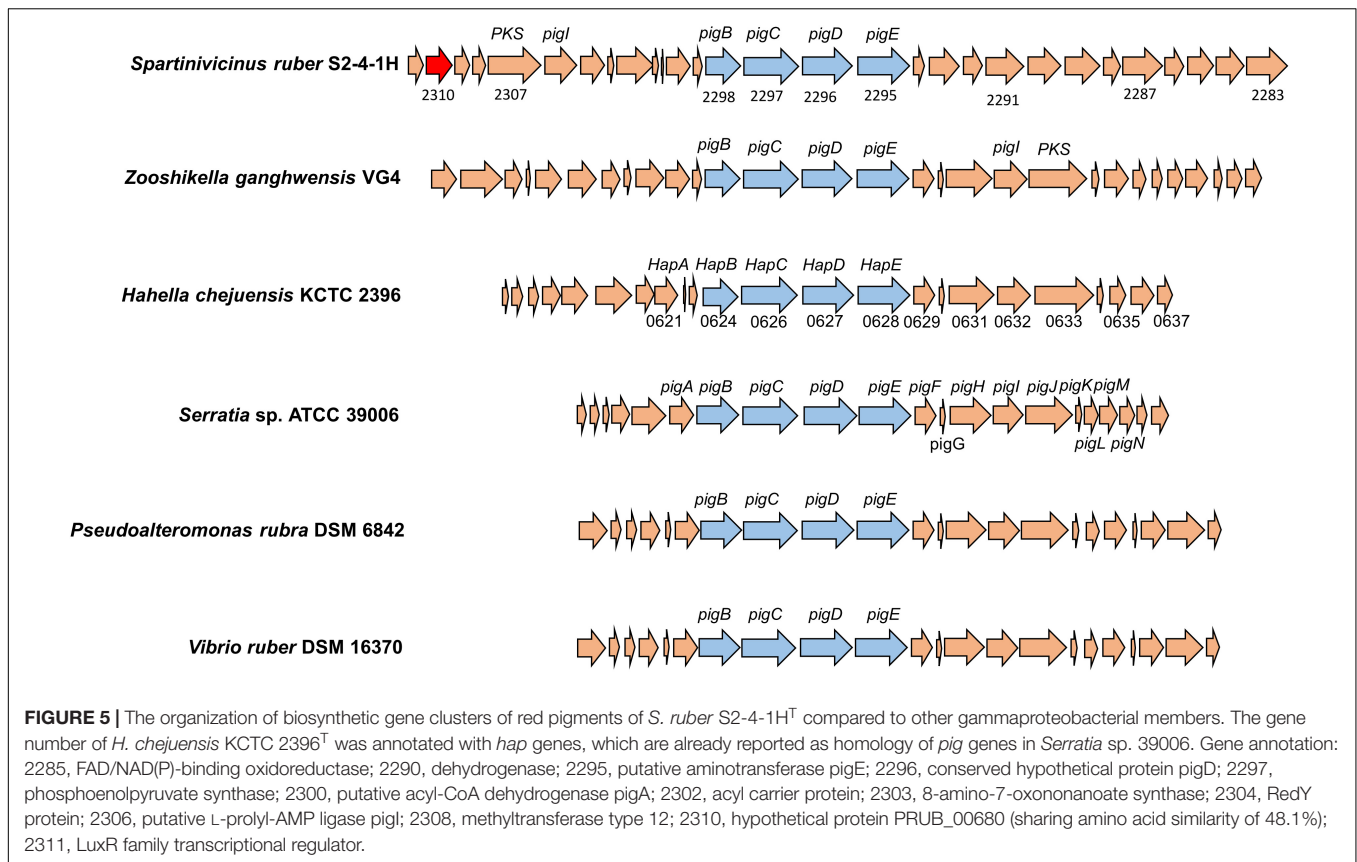 PKS pigI pigB pigC pigD pigE
Spartinivicinus ruber S2-4-1H
2310 2307 2298 2297 2296 2295 2291 2287 2283
pigB pigC pigD pigE pigI PKS
Zooshikella ganghwensis VG4
HapA HapB HapC HapD HapE
Hahella chejuensis KCTC 2396
0621 0624 0626 0627 0628 0629 0631 0632 0633 0635 0637
pigA pigB pigC pigD pigE pigF pigH pigI pigJ pigK pigM
Serratia sp. ATCC 39006
pigG pigL pigN
pigB pigC pigD pigE
Pseudoalteromonas rubra DSM 6842
pigB pigC pigD pigE
Vibrio ruber DSM 16370
FIGURE 5 | The organization of biosynthetic gene clusters of red pigments of S. ruber S2-4-1Hᵀ compared to other gammaproteobacterial members. The gene
number of H. chejuensis KCTC 2396ᵀ was annotated with hap genes, which are already reported as homology of pig genes in Serratia sp. 39006. Gene annotation:
2285, FAD/NAD(P)-binding oxidoreductase; 2290, dehydrogenase; 2295, putative aminotransferase pigE; 2296, conserved hypothetical protein pigD; 2297,
phosphoenolpyruvate synthase; 2300, putative acyl-CoA dehydrogenase pigA; 2302, acyl carrier protein; 2303, 8-amino-7-oxononanoate synthase; 2304, RedY
protein; 2306, putative L-prolyl-AMP ligase pigI; 2308, methyltransferase type 12; 2310, hypothetical protein PRUB_00680 (sharing amino acid similarity of 48.1%);
2311, LuxR family transcriptional regulator.